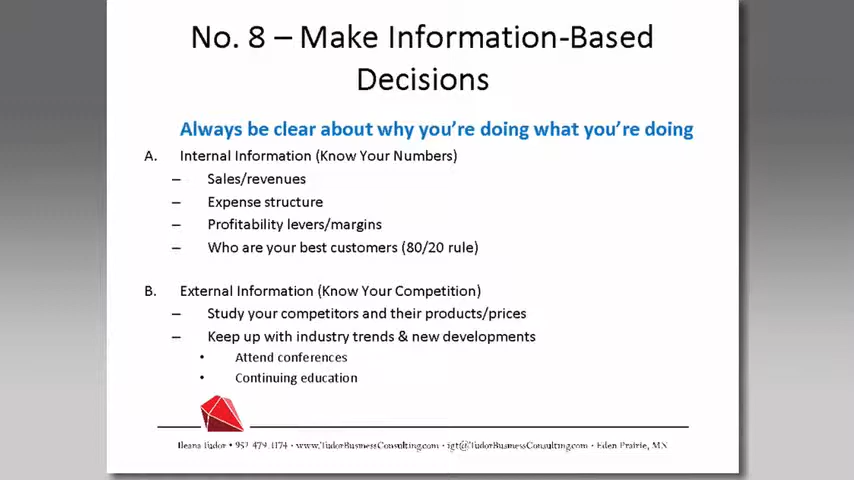 No. 8 – Make Information-Based
Decisions
Always be clear about why you're doing what you're doing
A. Internal Information (Know Your Numbers)
– Sales/revenues
– Expense structure
– Profitability levers/margins
– Who are your best customers (80/20 rule)
B. External Information (Know Your Competition)
– Study your competitors and their products/prices
– Keep up with industry trends & new developments
• Attend conferences
• Continuing education
Ileana Tudor • 952-479-1174 • www.TudorBusinessConsulting.com • igt@TudorBusinessConsulting.com • Eden Prairie, MN